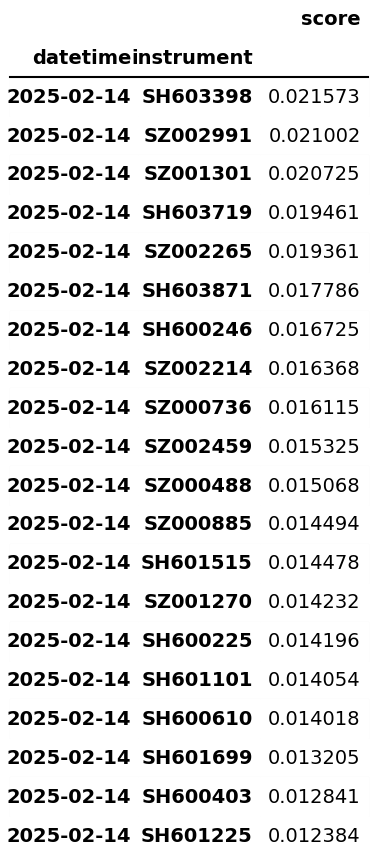 score
datetime instrument
2025-02-14 SH603398 0.021573
2025-02-14 SZ002991 0.021002
2025-02-14 SZ001301 0.020725
2025-02-14 SH603719 0.019461
2025-02-14 SZ002265 0.019361
2025-02-14 SH603871 0.017786
2025-02-14 SH600246 0.016725
2025-02-14 SZ002214 0.016368
2025-02-14 SZ000736 0.016115
2025-02-14 SZ002459 0.015325
2025-02-14 SZ000488 0.015068
2025-02-14 SZ000885 0.014494
2025-02-14 SH601515 0.014478
2025-02-14 SZ001270 0.014232
2025-02-14 SH600225 0.014196
2025-02-14 SH601101 0.014054
2025-02-14 SH600610 0.014018
2025-02-14 SH601699 0.013205
2025-02-14 SH600403 0.012841
2025-02-14 SH601225 0.012384